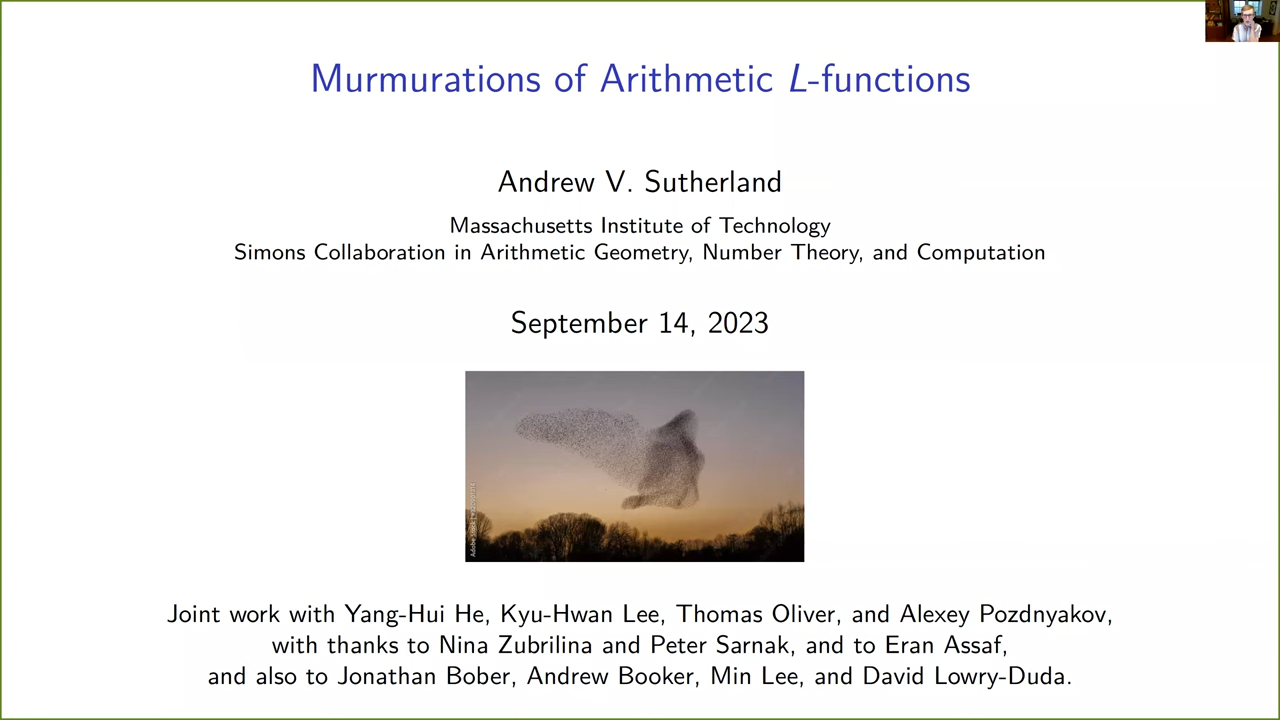 Murmurations of Arithmetic L-functions
Andrew V. Sutherland
Massachusetts Institute of Technology
Simons Collaboration in Arithmetic Geometry, Number Theory, and Computation
September 14, 2023
Joint work with Yang-Hui He, Kyu-Hwan Lee, Thomas Oliver, and Alexey Pozdnyakov,
with thanks to Nina Zubrilina and Peter Sarnak, and to Eran Assaf,
and also to Jonathan Bober, Andrew Booker, Min Lee, and David Lowry-Duda.